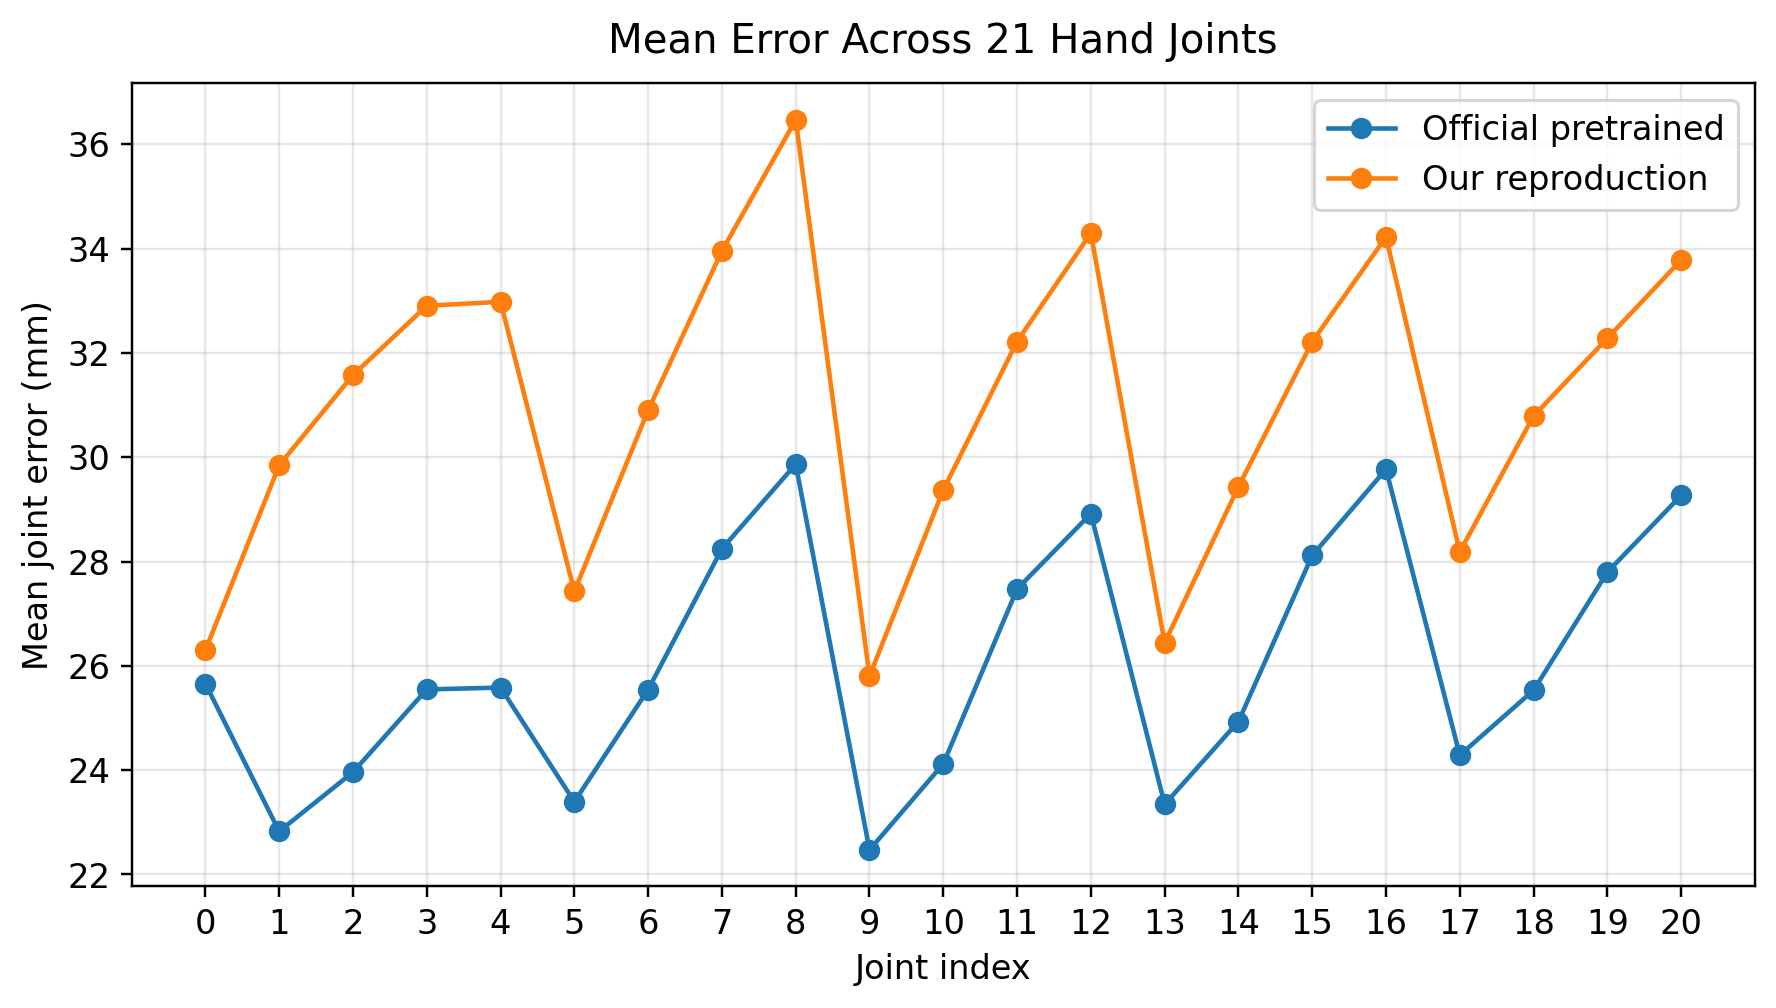 Mean Error Across 21 Hand Joints
Official pretrained
Our reproduction
Mean joint error (mm)
36
34
32
30
28
26
24
22
0 1 2 3 4 5 6 7 8 9 10 11 12 13 14 15 16 17 18 19 20
Joint index